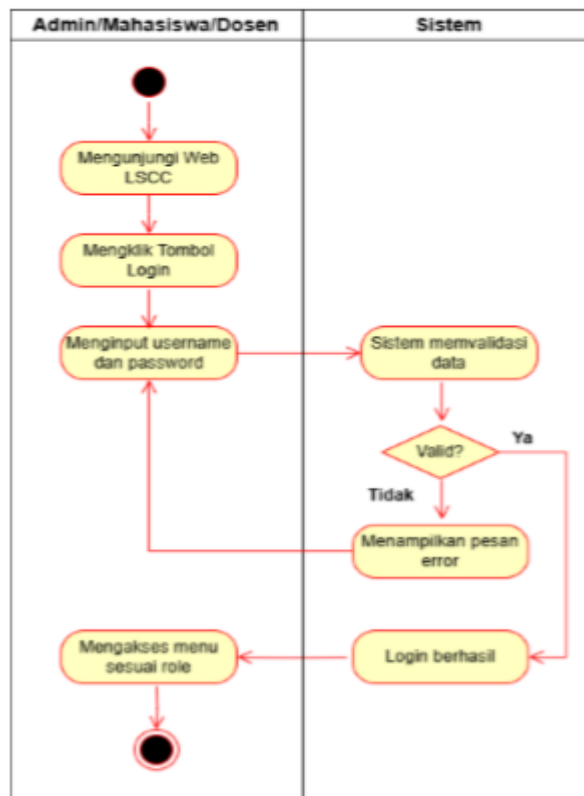 Admin/Mahasiswa/Dosen
Sistem
Mengunjungi Web
LSCC
Mengklik Tombol
Login
Menginput username
dan password
Sistem memvalidasi
data
Valid?
Ya
Tidak
Menampilkan pesan
error
Mengakses menu
sesuai role
Login berhasil